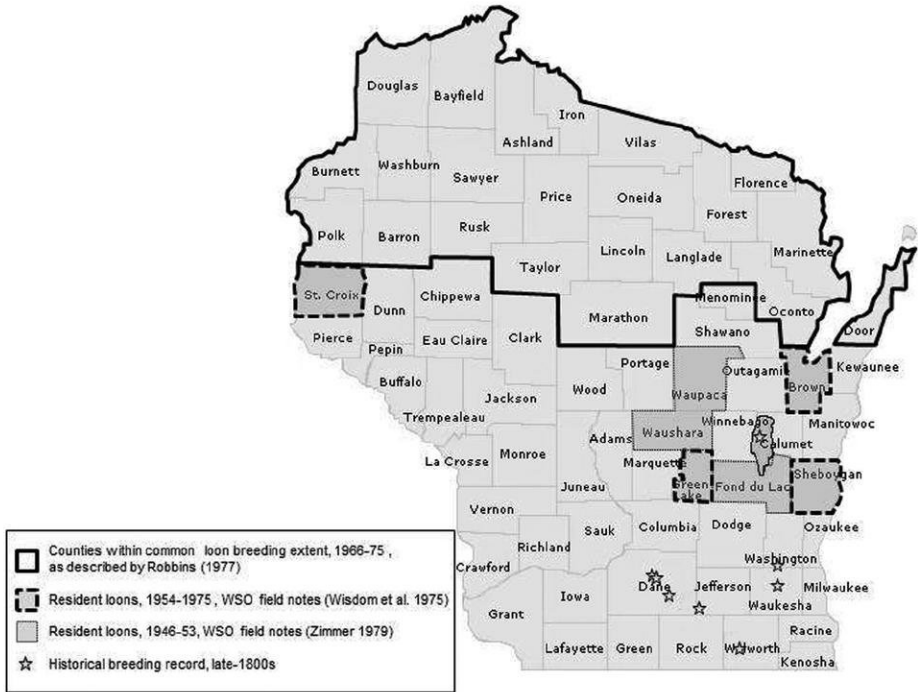 Douglas
Bayfield
Iron
Ashland
Vilas
Burnett
Washburn
Sawyer
Florence
Price
Oneida
Forest
Polk
Barron
Rusk
Lincoln
Langlade
Marinette
Taylor
St. Croix
Chippewa
Menominee
Oconto
Dunn
Marathon
Shawano
Door
Pierce
Eau Claire
Clark
Pepin
Portage
Outagami
Kewaunee
Buffalo
Wood
Waupaca
Brown
Jackson
Trempealeau
Winnebago
Manitowoc
Adams
Waushara
Calumet
La Crosse
Monroe
Marquette
Sheboygan
Juneau
Green
Lake
Fond du Lac
Vernon
Columbia
Dodge
Ozaukee
Sauk
Richland
Washington
Crawford
Dane
Jefferson
Milwaukee
Iowa
Waukesha
Grant
Racine
Lafayette
Green
Rock
Walworth
Kenosha
Counties within common loon breeding extent, 1966-75 ,
as described by Robbins (1977)
Resident loons, 1954-1975 , WSO field notes (Wisdom et al. 1975)
Resident loons, 1946-53, WSO field notes (Zimmer 1979)
Historical breeding record, late-1800s